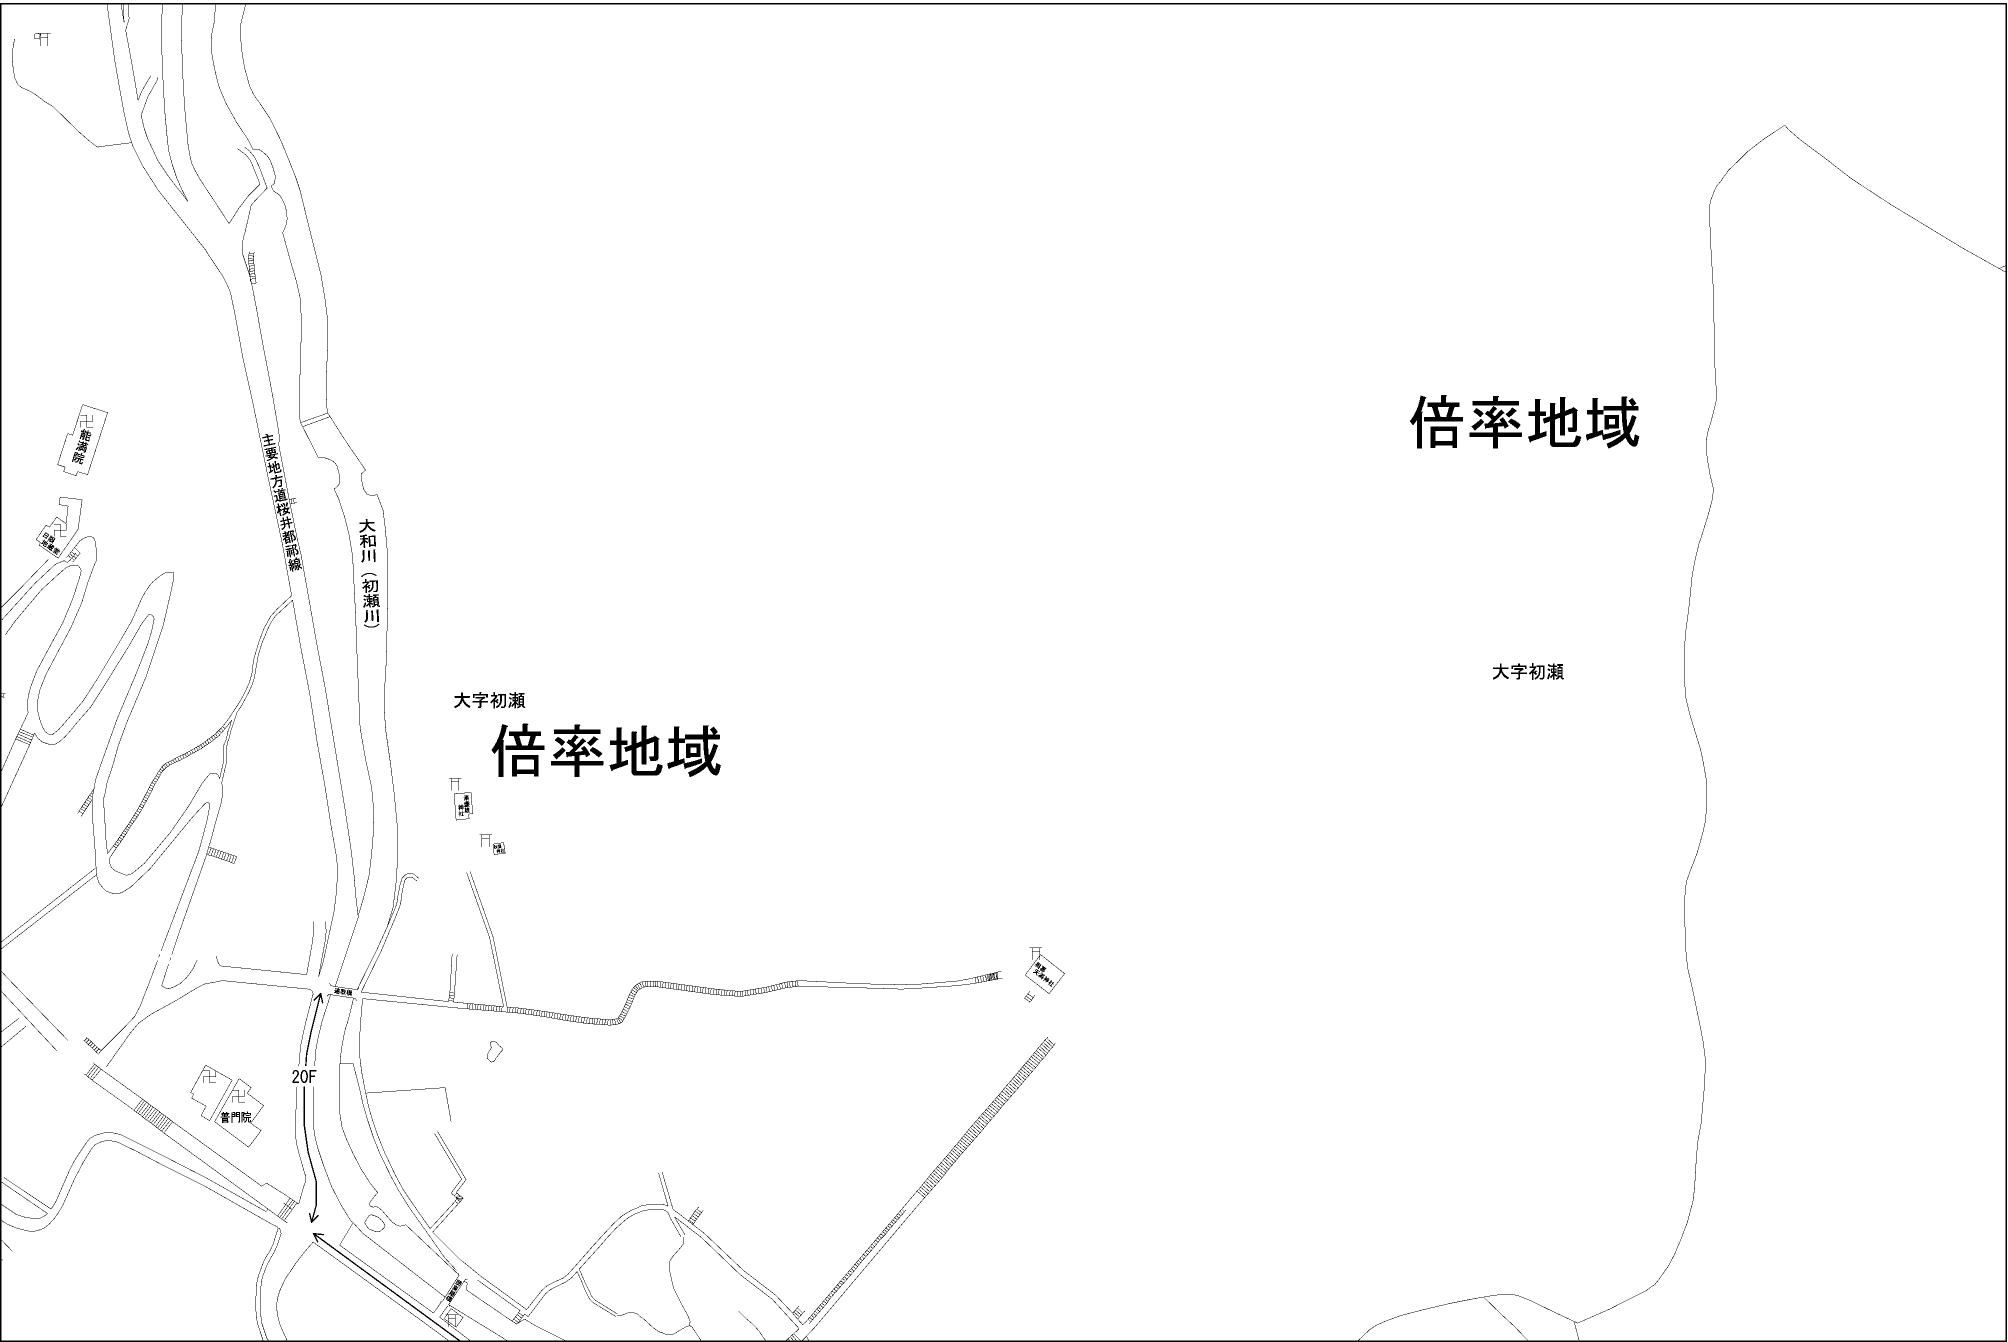 倍率地域
能満院
主要地方道桜井都祁線
大和川(初瀬川)
大字初瀬
大字初瀬
倍率地域
20F
普門院